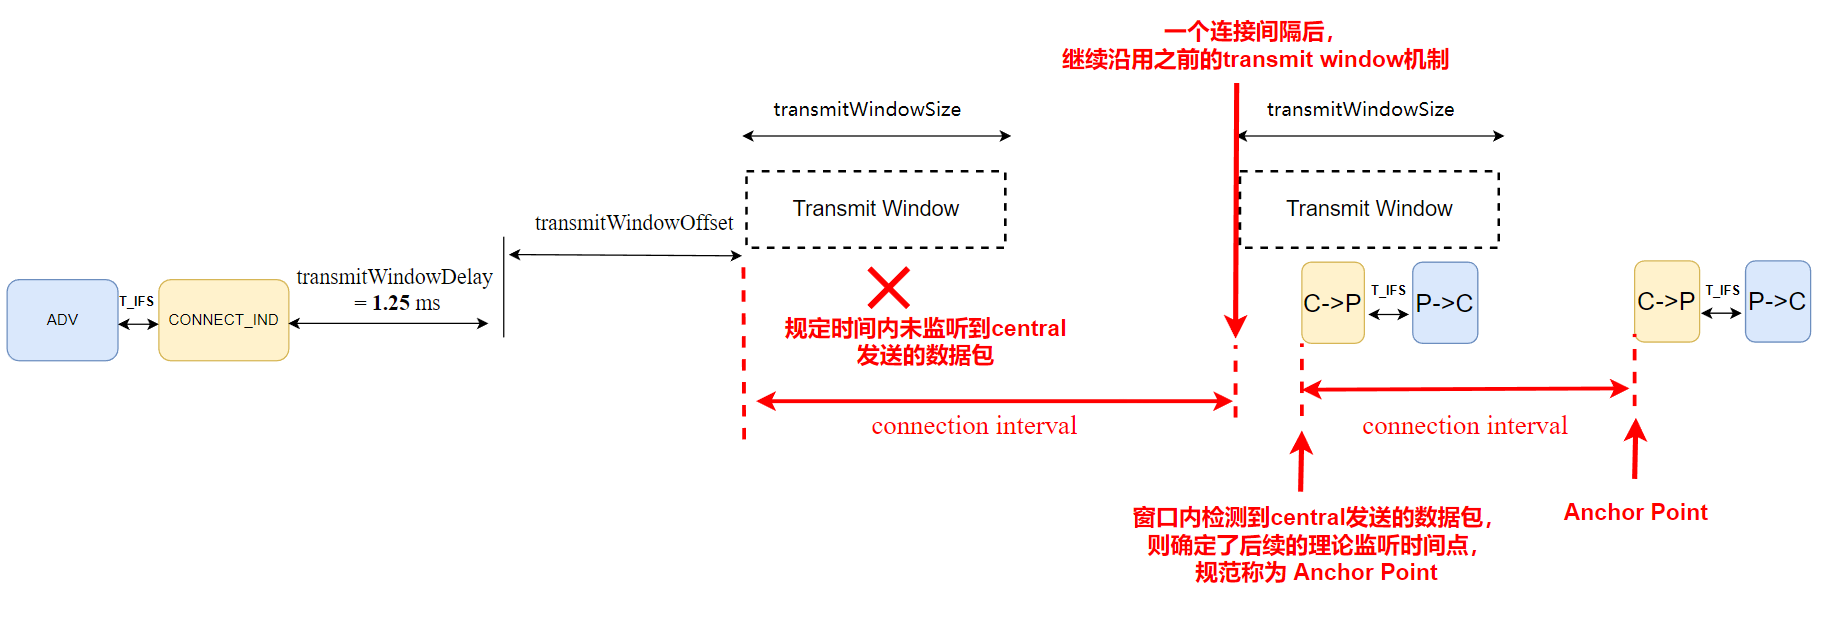 一个连接间隔后，
继续沿用之前的transmit window机制
transmitWindowSize
transmitWindowSize
Transmit Window
Transmit Window
transmitWindowOffset
transmitWindowDelay
= 1.25 ms
ADV
T_IFS
CONNECT_IND
规定时间内未监听到central
发送的数据包
C->P
T_IFS
P->C
C->P
T_IFS
P->C
connection interval
connection interval
窗口内检测到central发送的数据包，
则确定了后续的理论监听时间点，
规范称为 Anchor Point
Anchor Point